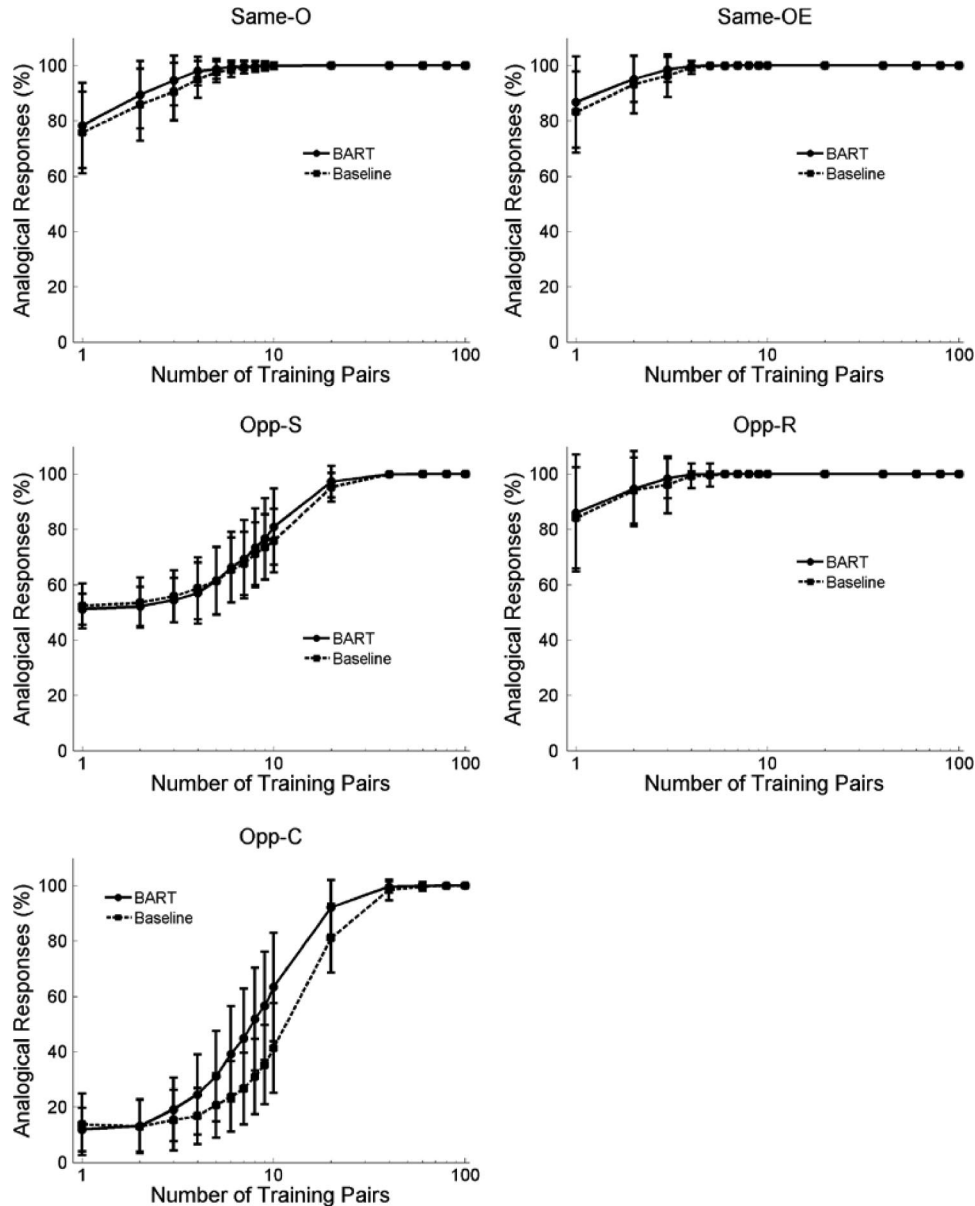 Same-O
Analogical Responses (%)
100
80
60
40
20
0
BART
Baseline
1 10 100
Number of Training Pairs
Same-OE
Analogical Responses (%)
100
80
60
40
20
0
BART
Baseline
1 10 100
Number of Training Pairs
Opp-S
Analogical Responses (%)
100
80
60
40
20
0
BART
Baseline
1 10 100
Number of Training Pairs
Opp-R
Analogical Responses (%)
100
80
60
40
20
0
BART
Baseline
1 10 100
Number of Training Pairs
Opp-C
Analogical Responses (%)
100
80
60
40
20
0
BART
Baseline
1 10 100
Number of Training Pairs